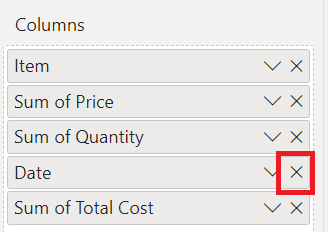 Columns
Item
Sum of Price
Sum of Quantity
Date
Sum of Total Cost